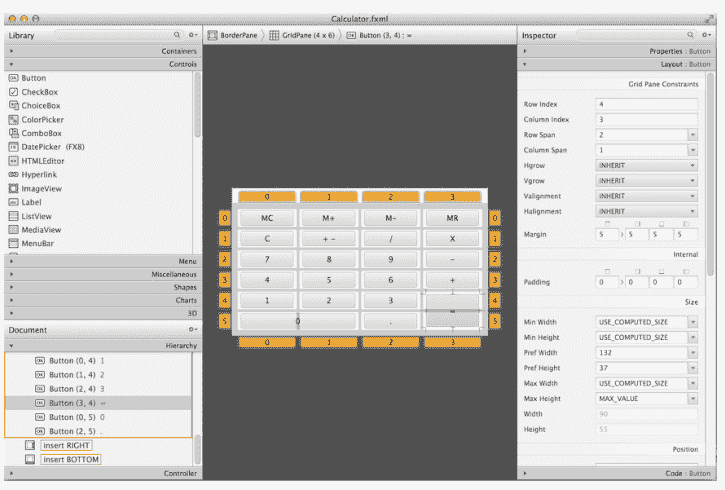 Calculator.fxml
Library
BorderPane GridPane (4 x 6) Button (3, 4) : =
Inspector
Containers
Controls
Button
CheckBox
ChoiceBox
ColorPicker
ComboBox
DatePicker (FX8)
HTMLEditor
Hyperlink
ImageView
Label
ListView
MediaView
MenuBar
Menu
Miscellaneous
Shapes
Charts
3D
Document
Hierarchy
Button (0, 4) 1
Button (1, 4) 2
Button (2, 4) 3
Button (3, 4) =
Button (0, 5) 0
Button (2, 5) .
insert RIGHT
insert BOTTOM
Controller
0 1 2 3
0 MC M+ M- MR 0
1 C + - / X 1
2 7 8 9 - 2
3 4 5 6 + 3
4 1 2 3 = 4
5 0 . 5
0 1 2 3
Properties : Button
Layout : Button
Grid Pane Constraints
Row Index 4
Column Index 3
Row Span 2
Column Span 1
Hgrow INHERIT
Vgrow INHERIT
Valignment INHERIT
Halignment INHERIT
Margin 5 5 5 5
Internal
Padding 0 0 0 0
Size
Min Width USE_COMPUTED_SIZE
Min Height USE_COMPUTED_SIZE
Pref Width 132
Pref Height 37
Max Width USE_COMPUTED_SIZE
Max Height MAX_VALUE
Width 90
Height 55
Position
Code : Button